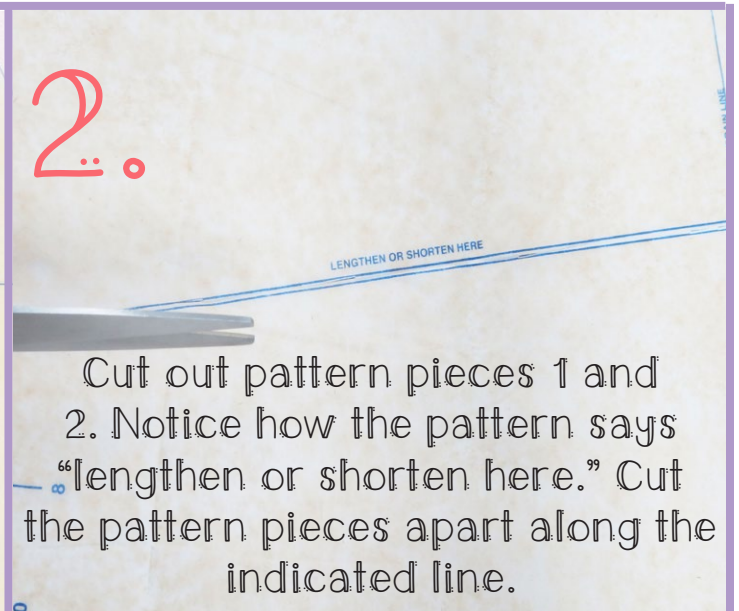 2.
LENGTHEN OR SHORTEN HERE
Cut out pattern pieces 1 and
2. Notice how the pattern says
“lengthen or shorten here.” Cut
the pattern pieces apart along the
indicated line.
8